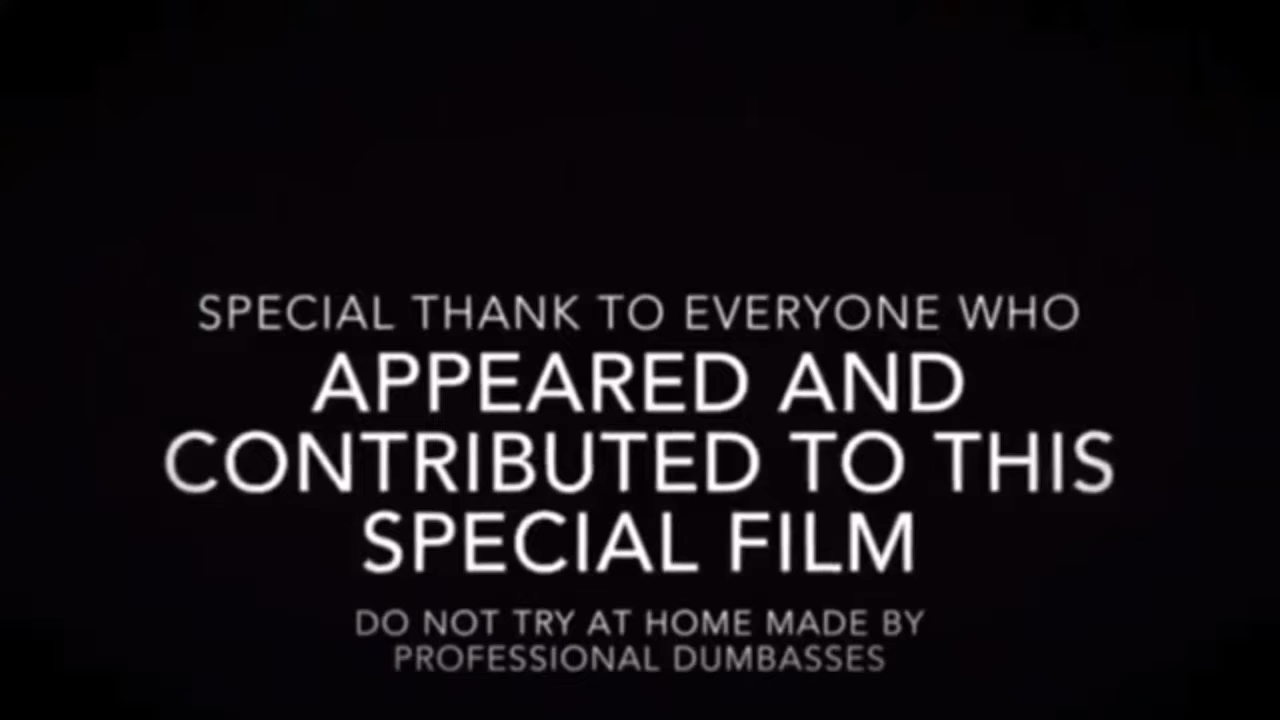 SPECIAL THANK TO EVERYONE WHO
APPEARED AND
CONTRIBUTED TO THIS
SPECIAL FILM
DO NOT TRY AT HOME MADE BY
PROFESSIONAL DUMBASSES